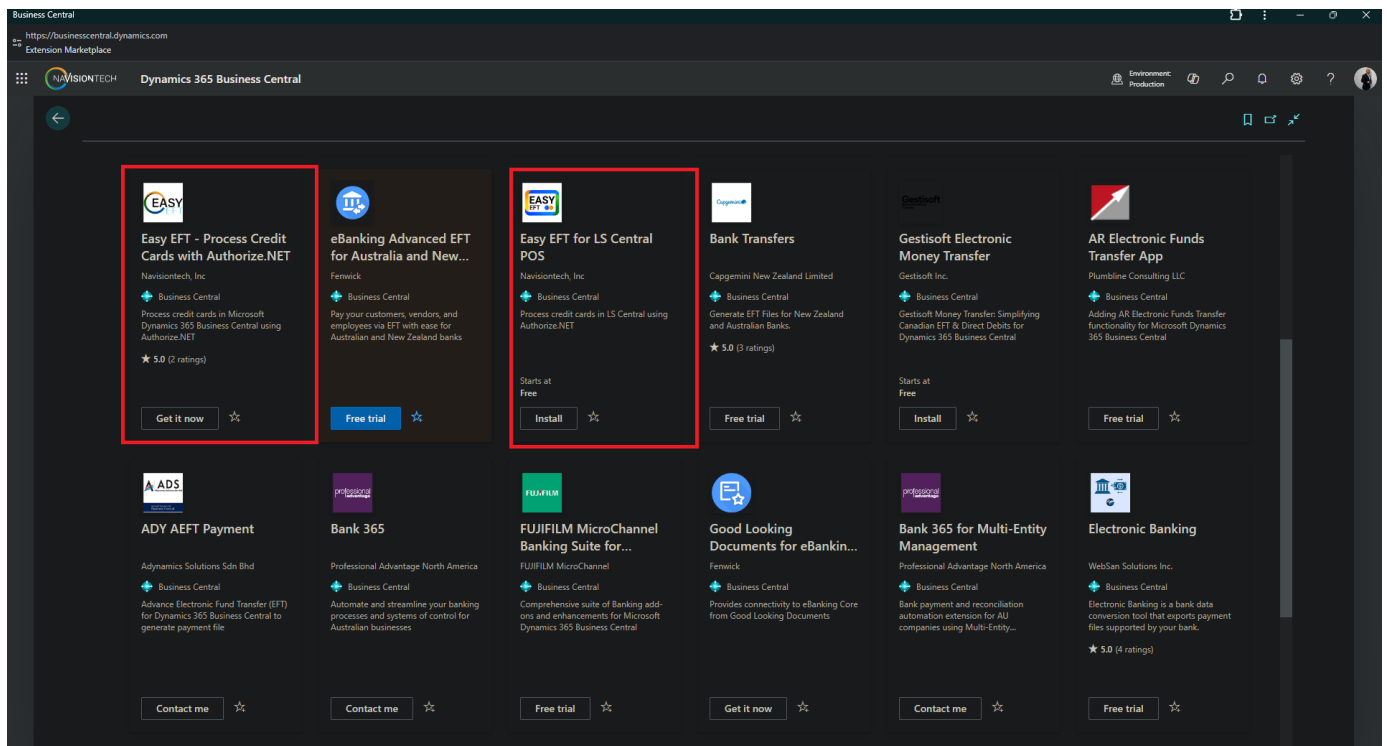 Business Central
https://businesscentral.dynamics.com
Extension Marketplace
NAVISIONTECH
Dynamics 365 Business Central
Environment:
Production
?
EASY
EFT
Easy EFT - Process Credit
Cards with Authorize.NET
Navisiontech, Inc
Business Central
Process credit cards in Microsoft
Dynamics 365 Business Central using
Authorize.NET
5.0 (2 ratings)
Get it now
eBanking Advanced EFT
for Australia and New...
Fenwick
Business Central
Pay your customers, vendors, and
employees via EFT with ease for
Australian and New Zealand banks
Free trial
EASY
EFT
Easy EFT for LS Central
POS
Navisiontech, Inc
Business Central
Process credit cards in LS Central using
Authorize.NET
Starts at
Free
Install
Capgemini
Bank Transfers
Capgemini New Zealand Limited
Business Central
Generate EFT Files for New Zealand
and Australian Banks.
5.0 (3 ratings)
Free trial
Gestisoft
Gestisoft Electronic
Money Transfer
Gestisoft Inc.
Business Central
Gestisoft Money Transfer: Simplifying
Canadian EFT & Direct Debits for
Dynamics 365 Business Central
Starts at
Free
Install
AR Electronic Funds
Transfer App
Plumbline Consulting LLC
Business Central
Adding AR Electronic Funds Transfer
functionality for Microsoft Dynamics
365 Business Central
Free trial
ADS
ADY AEFT Payment
Adynamics Solutions Sdn Bhd
Business Central
Advance Electronic Fund Transfer (EFT)
for Dynamics 365 Business Central to
generate payment file
Contact me
professional
advantage
Bank 365
Professional Advantage North America
Business Central
Automate and streamline your banking
processes and systems of control for
Australian businesses
Contact me
FUJIFILM
FUJIFILM MicroChannel
Banking Suite for...
FUJIFILM MicroChannel
Business Central
Comprehensive suite of Banking add-
ons and enhancements for Microsoft
Dynamics 365 Business Central
Free trial
Good Looking
Documents for eBankin...
Fenwick
Business Central
Provides connectivity to eBanking Core
from Good Looking Documents
Get it now
professional
advantage
Bank 365 for Multi-Entity
Management
Professional Advantage North America
Business Central
Bank payment and reconciliation
automation extension for AU
companies using Multi-Entity...
Contact me
Electronic Banking
WebSan Solutions Inc.
Business Central
Electronic Banking is a bank data
conversion tool that exports payment
files supported by your bank.
5.0 (4 ratings)
Free trial